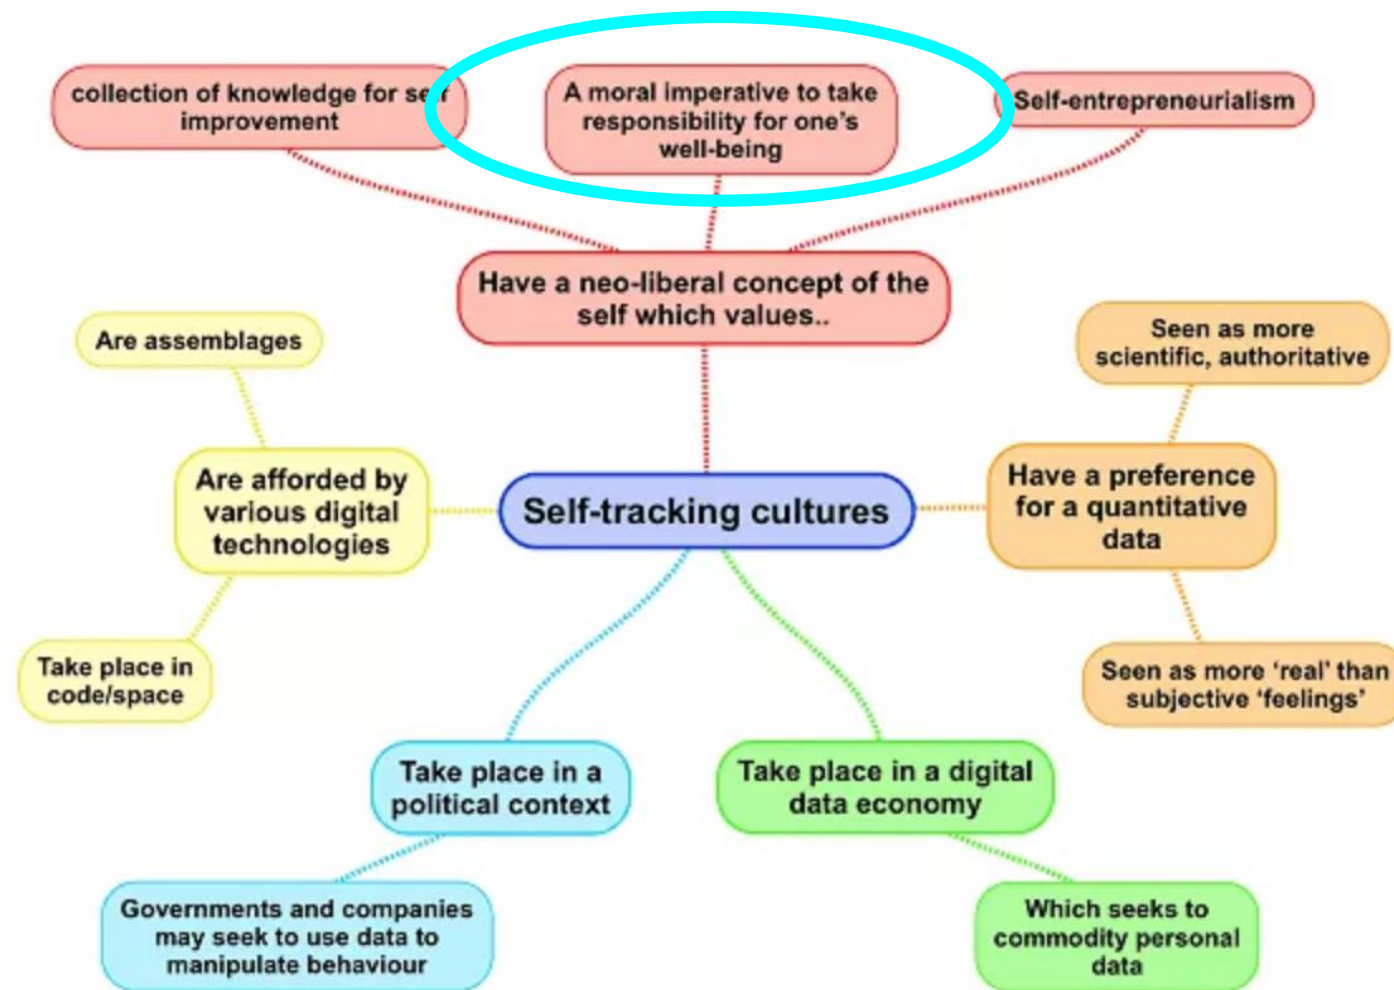 collection of knowledge for self
improvement
A moral imperative to take
responsibility for one's
well-being
Self-entrepreneurialism
Have a neo-liberal concept of the
self which values..
Are assemblages
Seen as more
scientific, authoritative
Are afforded by
various digital
technologies
Self-tracking cultures
Have a preference
for a quantitative
data
Take place in
code/space
Seen as more ‘real’ than
subjective ‘feelings’
Take place in a
political context
Take place in a digital
data economy
Governments and companies
may seek to use data to
manipulate behaviour
Which seeks to
commodity personal
data